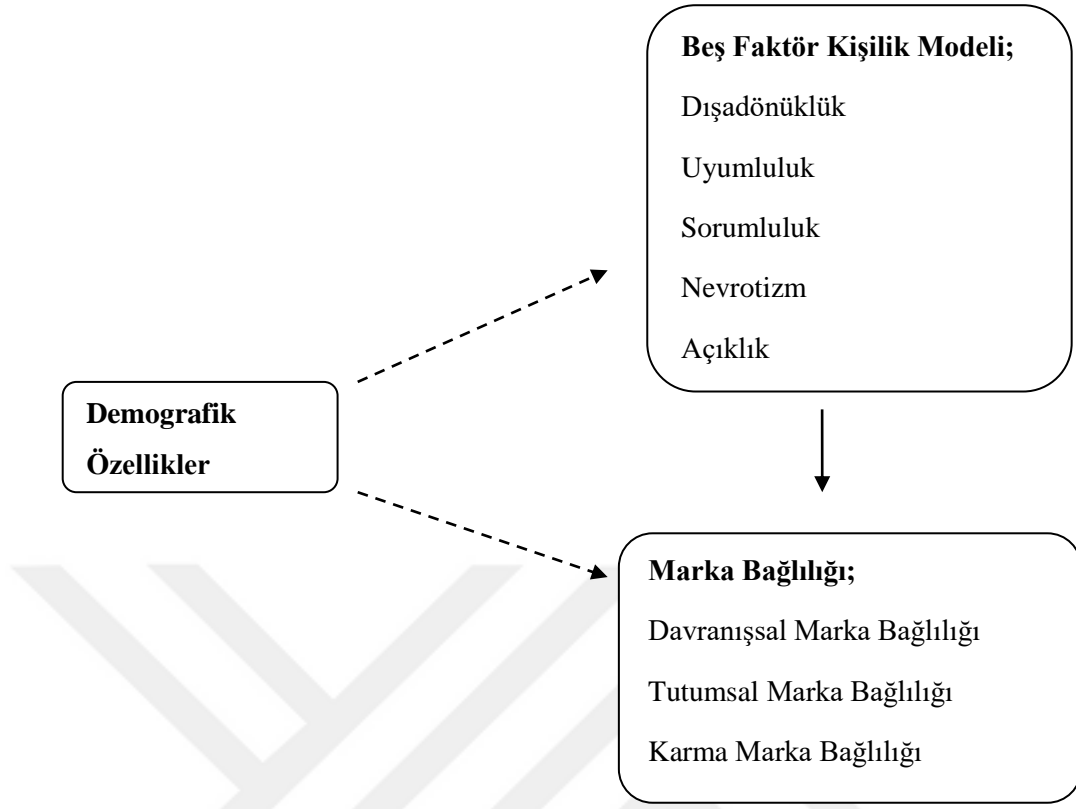 Beş Faktör Kişilik Modeli;
Dışadönüklük
Uyumluluk
Sorumluluk
Nevrotizm
Açıklık
Demografik
Özellikler
Marka Bağlılığı;
Davranışsal Marka Bağlılığı
Tutumsal Marka Bağlılığı
Karma Marka Bağlılığı